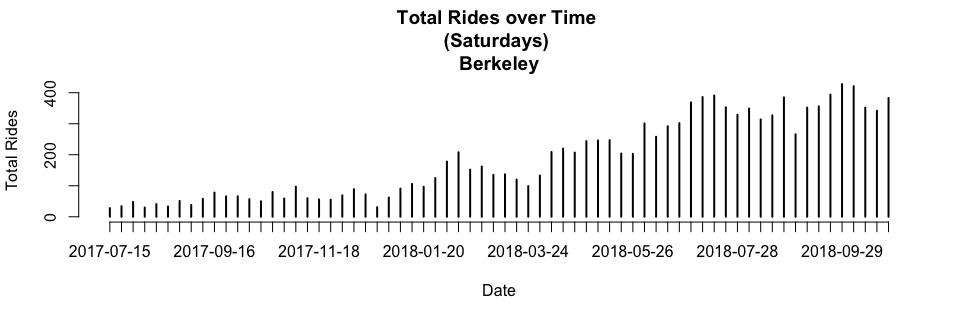 Total Rides over Time
(Saturdays)
Berkeley
Total Rides
400
200
0
2017-07-15 2017-09-16 2017-11-18 2018-01-20 2018-03-24 2018-05-26 2018-07-28 2018-09-29
Date